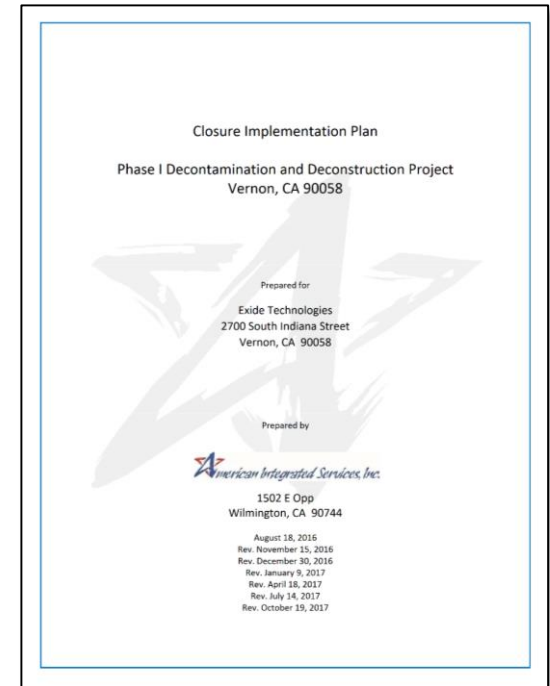 Closure Implementation Plan
Phase I Decontamination and Deconstruction Project
Vernon, CA 90058
Prepared for
Exide Technologies
2700 South Indiana Street
Vernon, CA 90058
Prepared by
American Integrated Services, Inc.
1502 E Opp
Wilmington, CA 90744
August 18, 2016
Rev. November 15, 2016
Rev. December 30, 2016
Rev. January 9, 2017
Rev. April 18, 2017
Rev. July 14, 2017
Rev. October 19, 2017